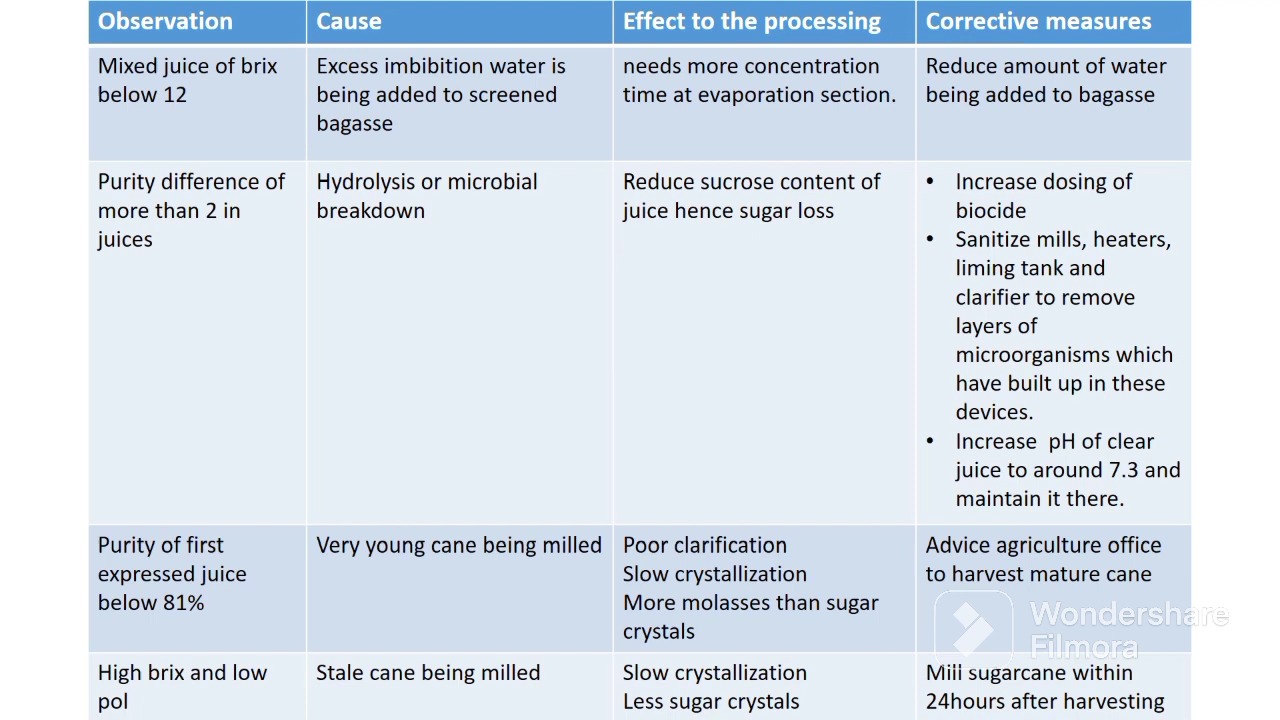 Observation
Cause
Effect to the processing
Corrective measures
Mixed juice of brix
below 12
Excess imbibition water is
being added to screened
bagasse
needs more concentration
time at evaporation section.
Reduce amount of water
being added to bagasse
Purity difference of
more than 2 in
juices
Hydrolysis or microbial
breakdown
Reduce sucrose content of
juice hence sugar loss
• Increase dosing of
biocide
• Sanitize mills, heaters,
liming tank and
clarifier to remove
layers of
microorganisms which
have built up in these
devices.
• Increase pH of clear
juice to around 7.3 and
maintain it there.
Purity of first
expressed juice
below 81%
Very young cane being milled
Poor clarification
Slow crystallization
More molasses than sugar
crystals
Advice agriculture office
to harvest mature cane
High brix and low
pol
Stale cane being milled
Slow crystallization
Less sugar crystals
Mill sugarcane within
24hours after harvesting
Wondershare
Filmora